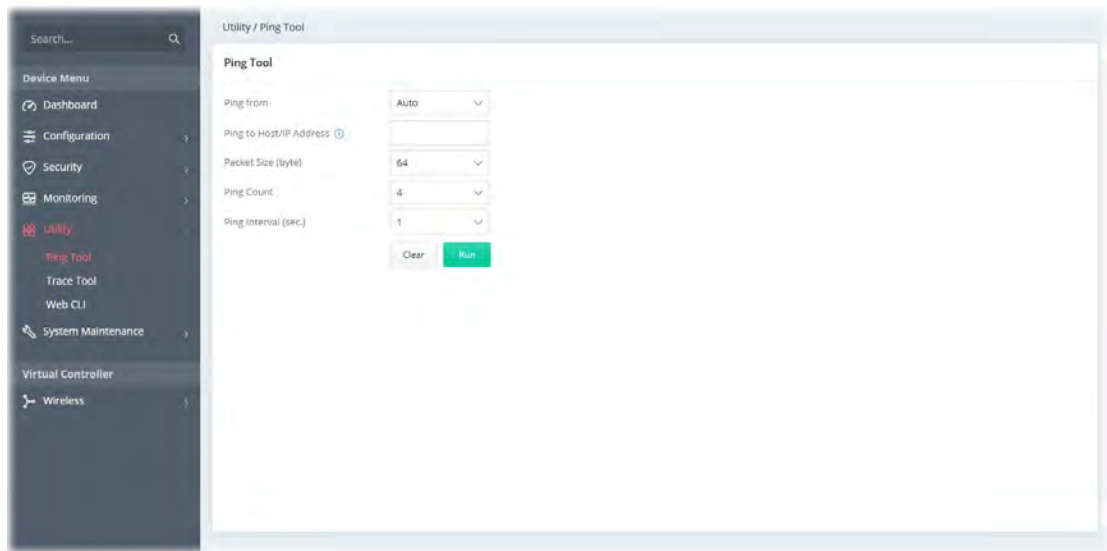 Search...
Device Menu
Dashboard
Configuration
Security
Monitoring
Utility
Ping Tool
Trace Tool
Web CLI
System Maintenance
Virtual Controller
Wireless
Utility / Ping Tool
Ping Tool
Ping from Auto
Ping to Host/IP Address
Packet Size (byte) 64
Ping Count 4
Ping Interval (sec.) 1
Clear Run